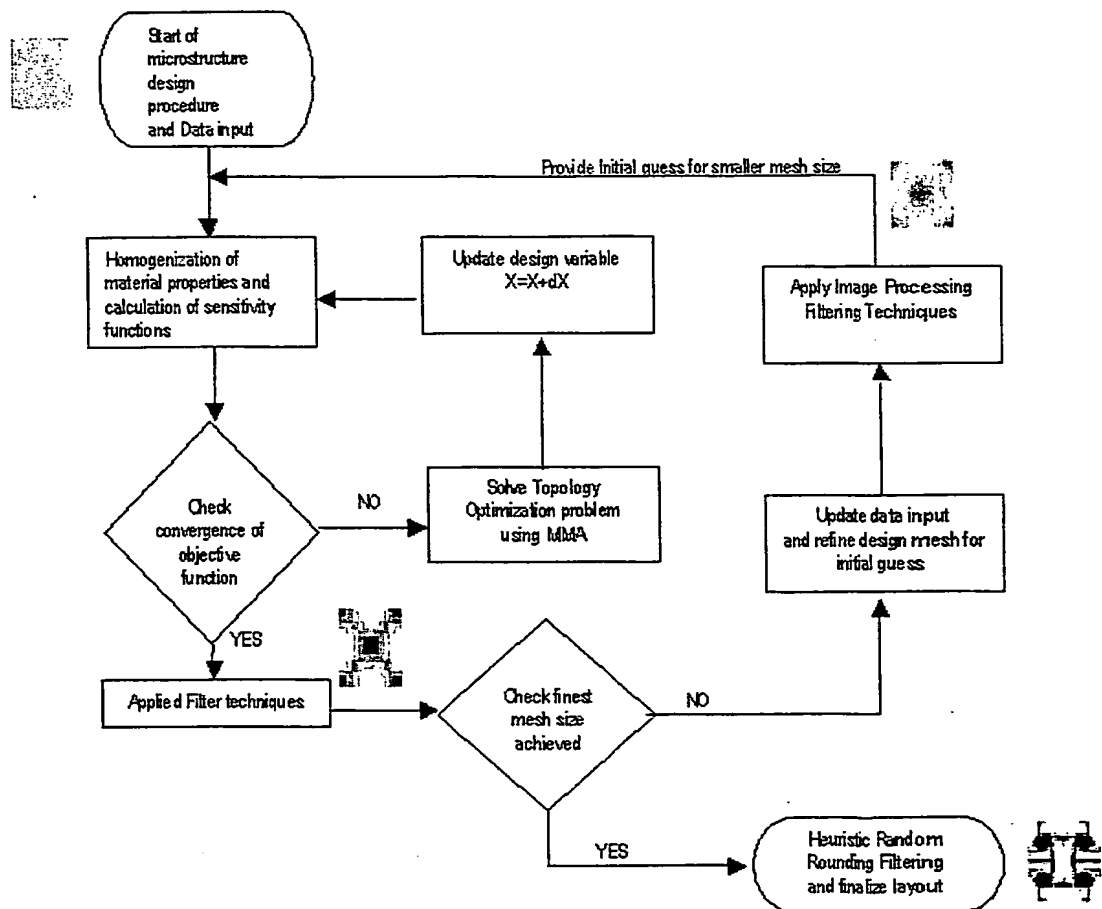 Start of
microstructure
design
procedure
and Data input
Provide Initial guess for smaller mesh size
Homogenization of
material properties and
calculation of sensitivity
functions
Update design variable
X=X+dX
Apply Image Processing
Filtering Techniques
Check
convergence of
objective
function
NO
Solve Topology
Optimization problem
using MMA
Update data input
and refine design mesh for
initial guess
YES
Applied Filter techniques
Check finest
mesh size
achieved
NO
YES
Heuristic Random
Rounding Filtering
and finalize layout